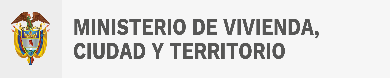 MINISTERIO DE VIVIENDA,
CIUDAD Y TERRITORIO